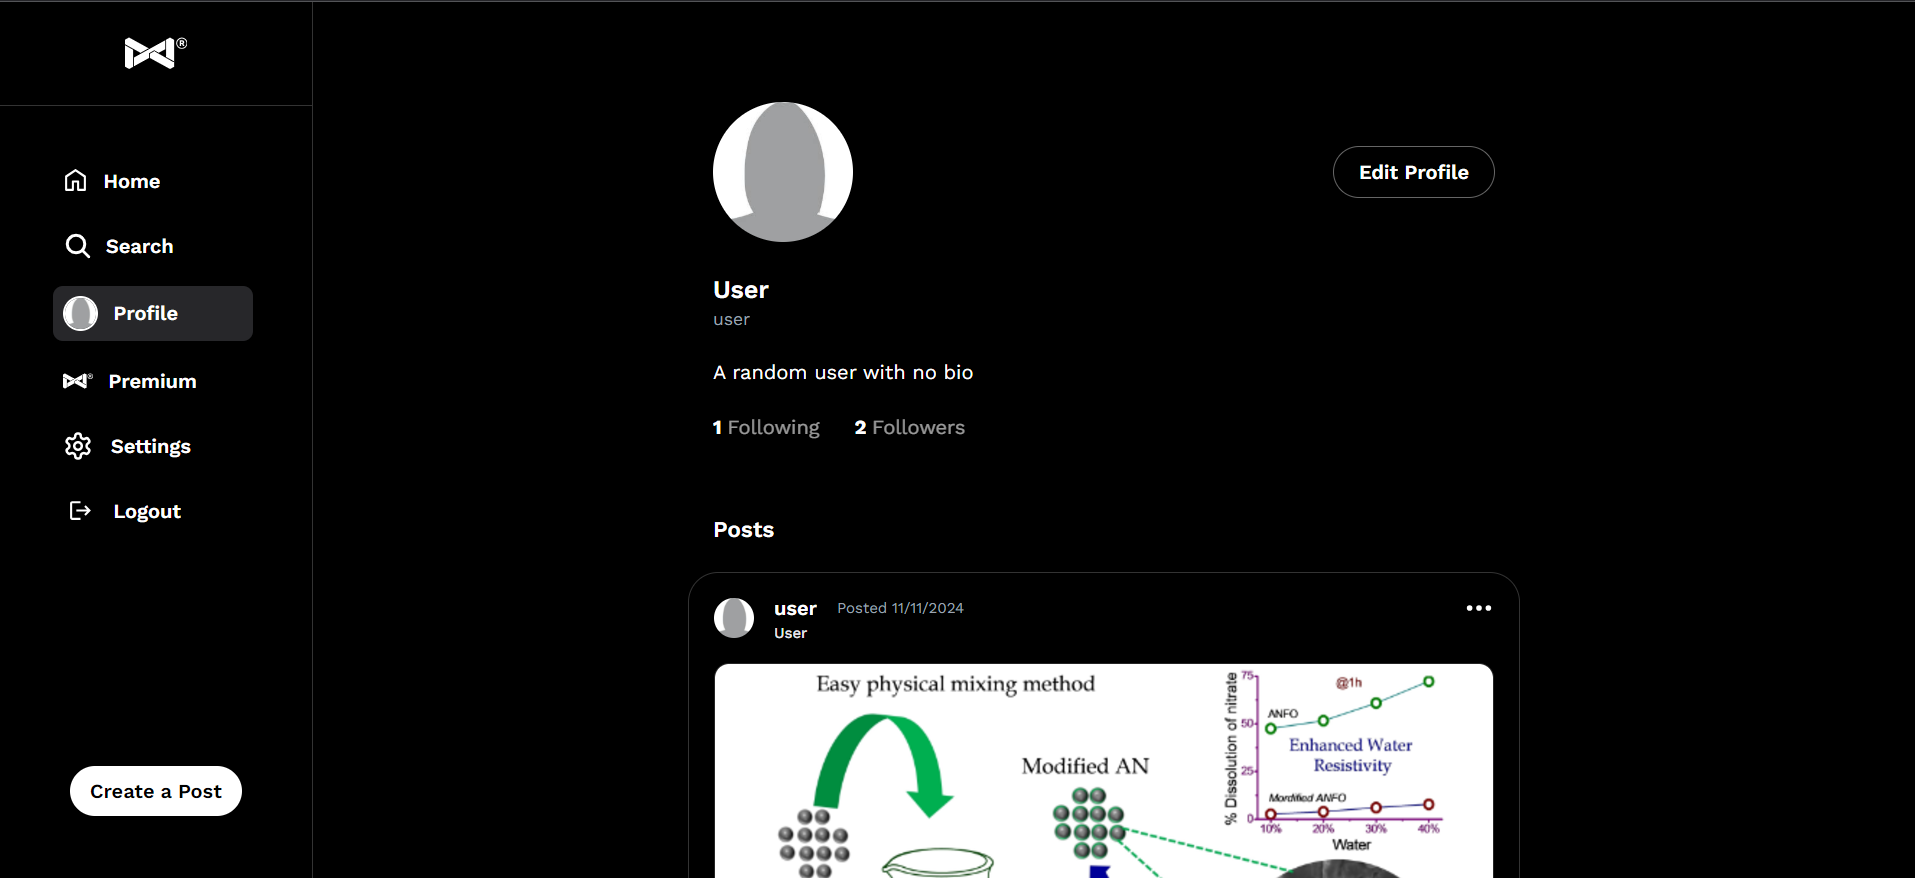 ®
Home
Search
Profile
Premium
Settings
Logout
Create a Post
Edit Profile
User
user
A random user with no bio
1 Following 2 Followers
Posts
user Posted 11/11/2024
User
Easy physical mixing method
Modified AN
% Dissolution of nitrate
75
50
25
0
@1h
ANFO
Enhanced Water
Resistivity
Mordified ANFO
10% 20% 30% 40%
Water